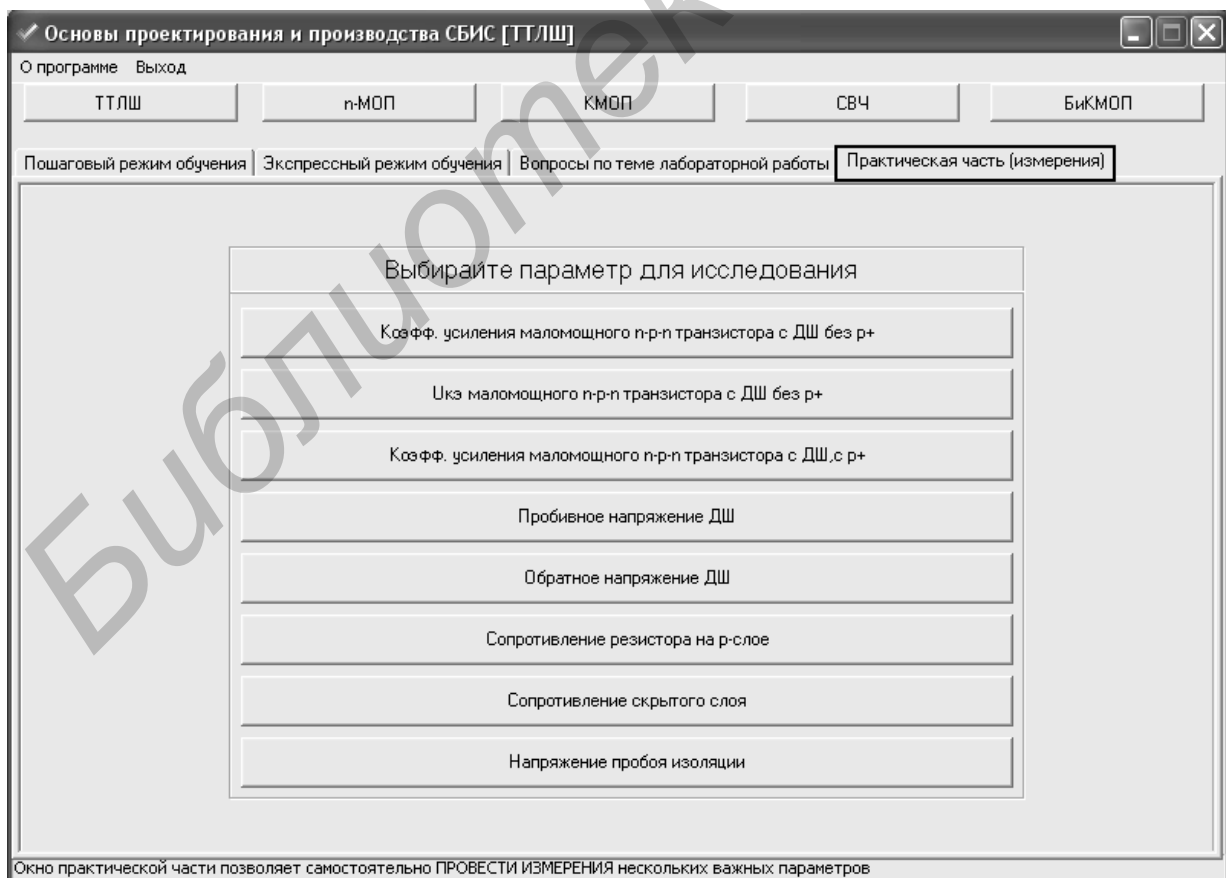 Основы проектирования и производства СБИС [ТТЛШ]
О программе Выход
ТТЛШ n-МОП КМОП СВЧ БиКМОП
Пошаговый режим обучения Экспрессный режим обучения Вопросы по теме лабораторной работы Практическая часть (измерения)
Выбирайте параметр для исследования
Коэфф. усиления маломощного n-p-n транзистора с ДШ без p+
Uкэ маломощного n-p-n транзистора с ДШ без p+
Коэфф. усиления маломощного n-p-n транзистора с ДШ,с p+
Пробивное напряжение ДШ
Обратное напряжение ДШ
Сопротивление резистора на p-слое
Сопротивление скрытого слоя
Напряжение пробоя изоляции
Окно практической части позволяет самостоятельно ПРОВЕСТИ ИЗМЕРЕНИЯ нескольких важных параметров